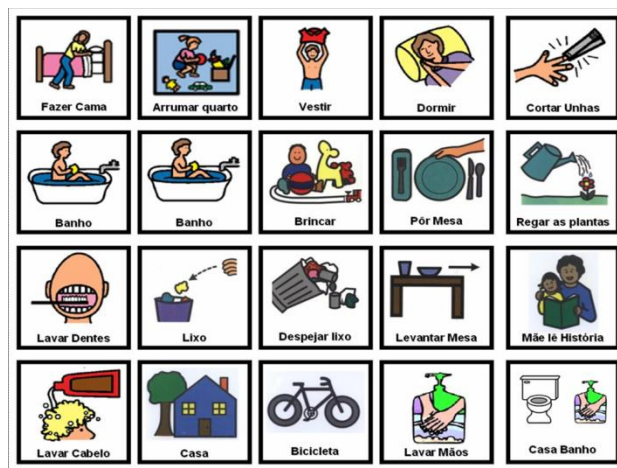 Fazer Cama
Arrumar quarto
Vestir
Dormir
Cortar Unhas
Banho
Banho
Brincar
Pôr Mesa
Regar as plantas
Lavar Dentes
Lixo
Despejar lixo
Levantar Mesa
Mãe lê História
Lavar Cabelo
Casa
Bicicleta
Lavar Mãos
Casa Banho